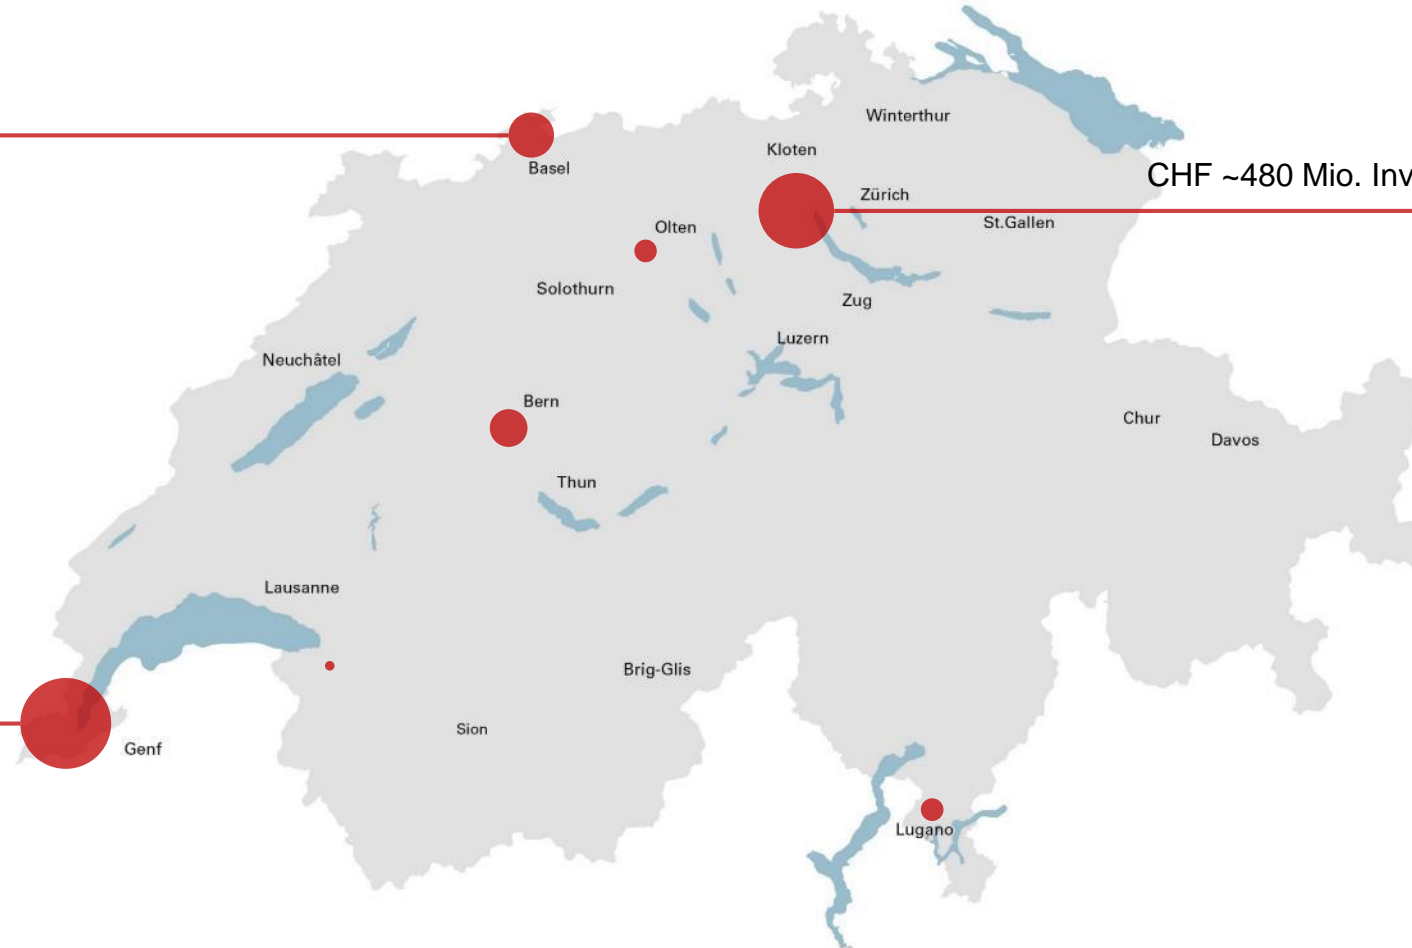 Winterthur
Kloten
Basel
CHF ~480 Mio. Inv
Zürich
St.Gallen
Olten
Solothurn
Zug
Luzern
Neuchâtel
Bern
Chur
Davos
Thun
Lausanne
Brig-Glis
Sion
Genf
Lugano